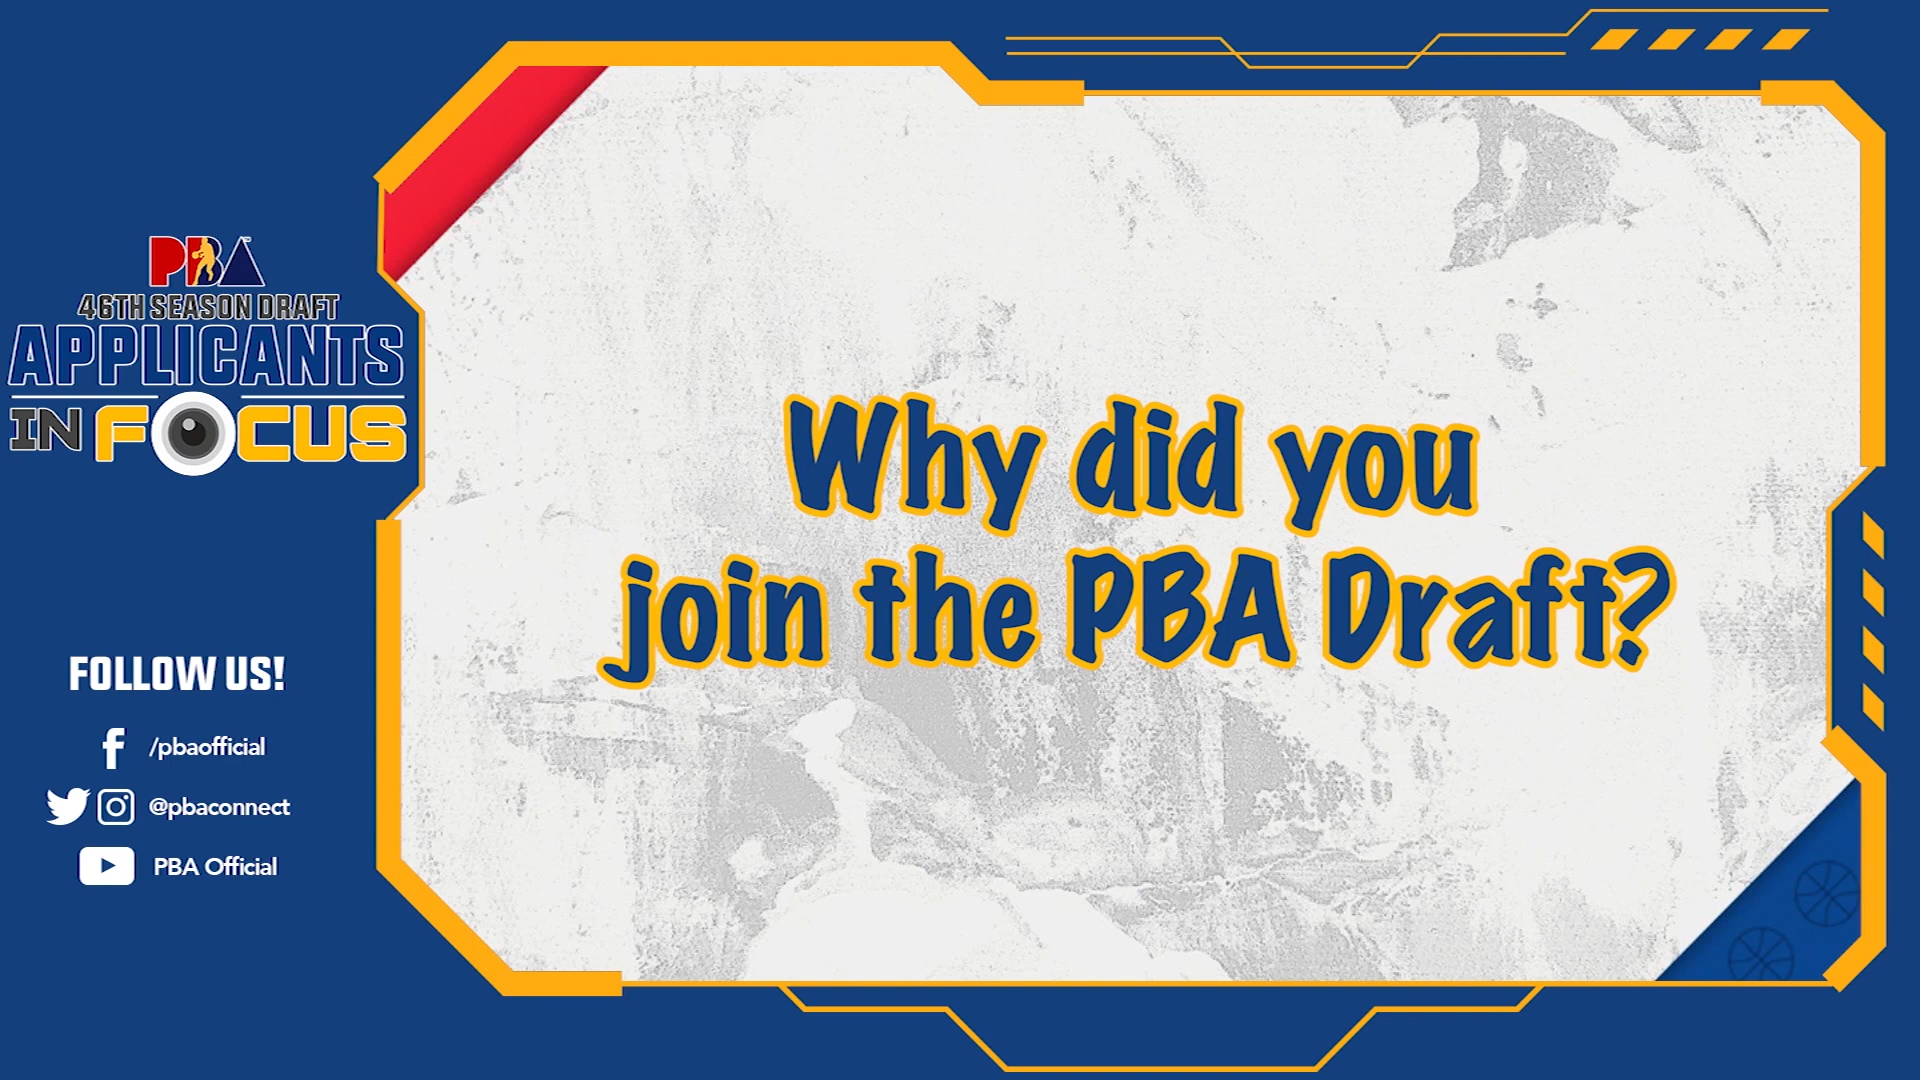 PBA
46TH SEASON DRAFT
APPLICANTS
IN FOCUS
Why did you
join the PBA Draft?
FOLLOW US!
/pbaofficial
@pbaconnect
PBA Official